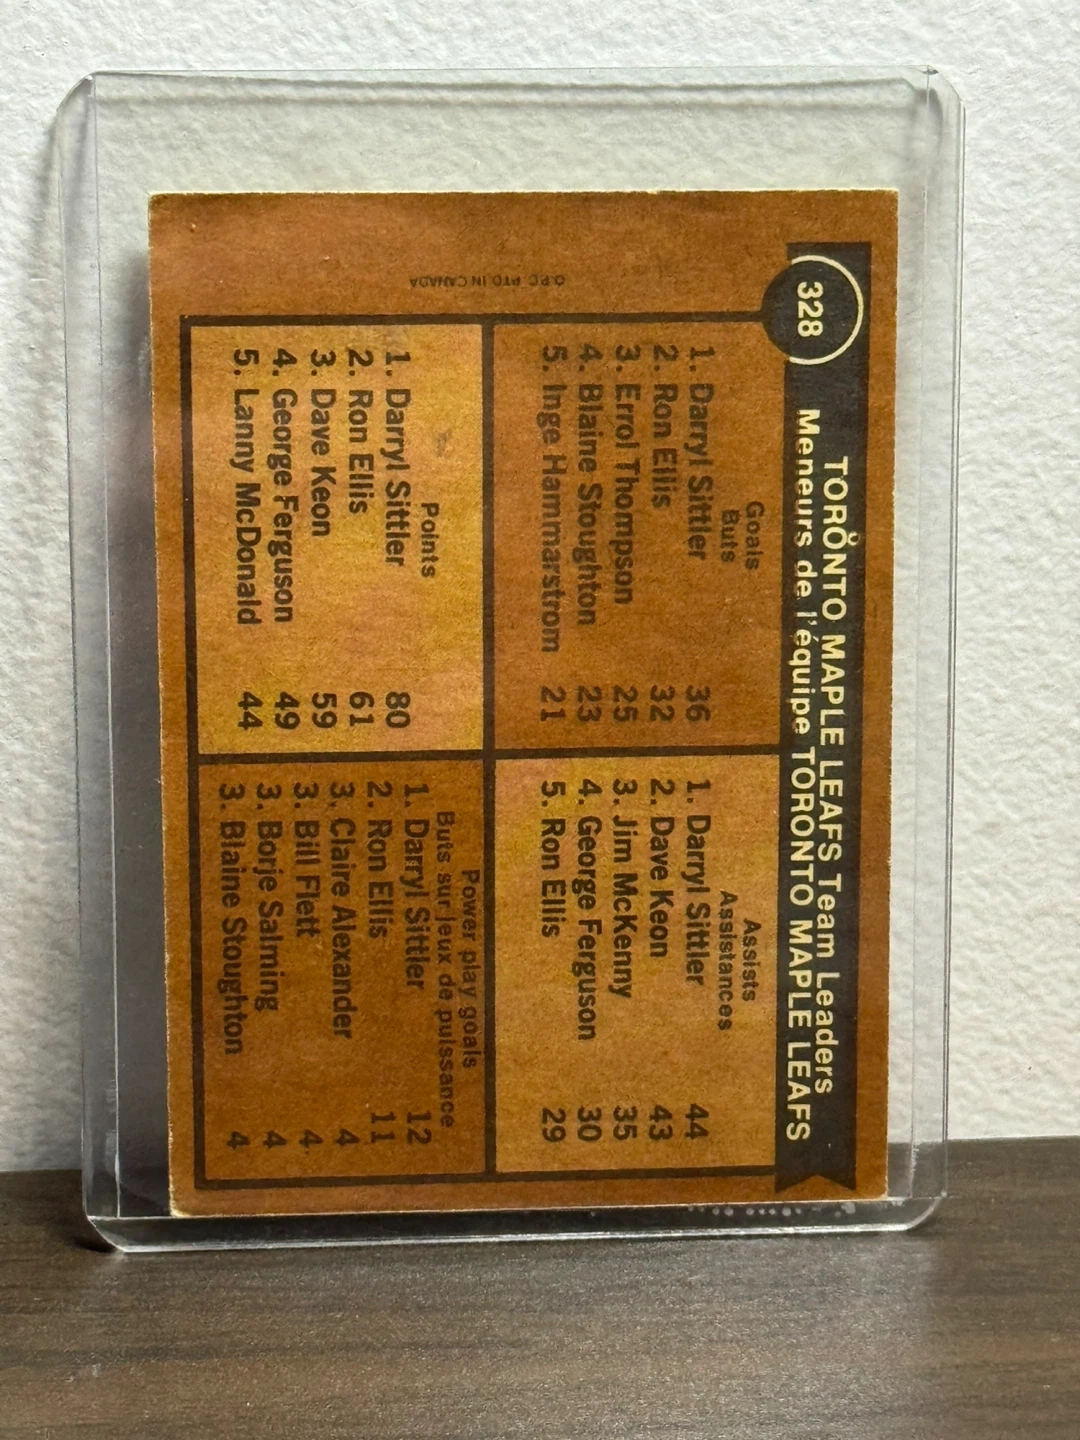 328
TORONTO MAPLE LEAFS Team Leaders
Meneurs de l'équipe TORONTO MAPLE LEAFS
Goals
Buts
1. Darryl Sittler 36
2. Ron Ellis 32
3. Errol Thompson 25
4. Blaine Stoughton 23
5. Inge Hammarstrom 21
Assists
Assistances
1. Darryl Sittler 44
2. Dave Keon 43
3. Jim McKenny 35
4. George Ferguson 30
5. Ron Ellis 29
Points
1. Darryl Sittler 80
2. Ron Ellis 61
3. Dave Keon 59
4. George Ferguson 49
5. Lanny McDonald 44
Power play goals
Buts sur jeux de puissance
1. Darryl Sittler 12
2. Ron Ellis 11
3. Claire Alexander 4
3. Bill Flett 4
3. Borje Salming 4
3. Blaine Stoughton 4
O.P.C. PTD. IN CANADA